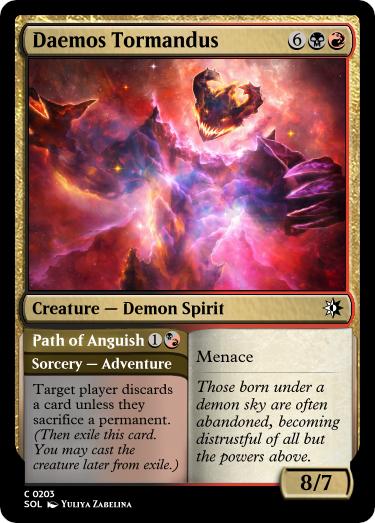 Daemos Tormandus 6
Creature — Demon Spirit
Path of Anguish 1
Sorcery — Adventure
Target player discards
a card unless they
sacrifice a permanent.
(Then exile this card.
You may cast the
creature later from exile.)
Menace
Those born under a
demon sky are often
abandoned, becoming
distrustful of all but
the powers above.
8/7
C 0203
SOL Yuliya Zabelina